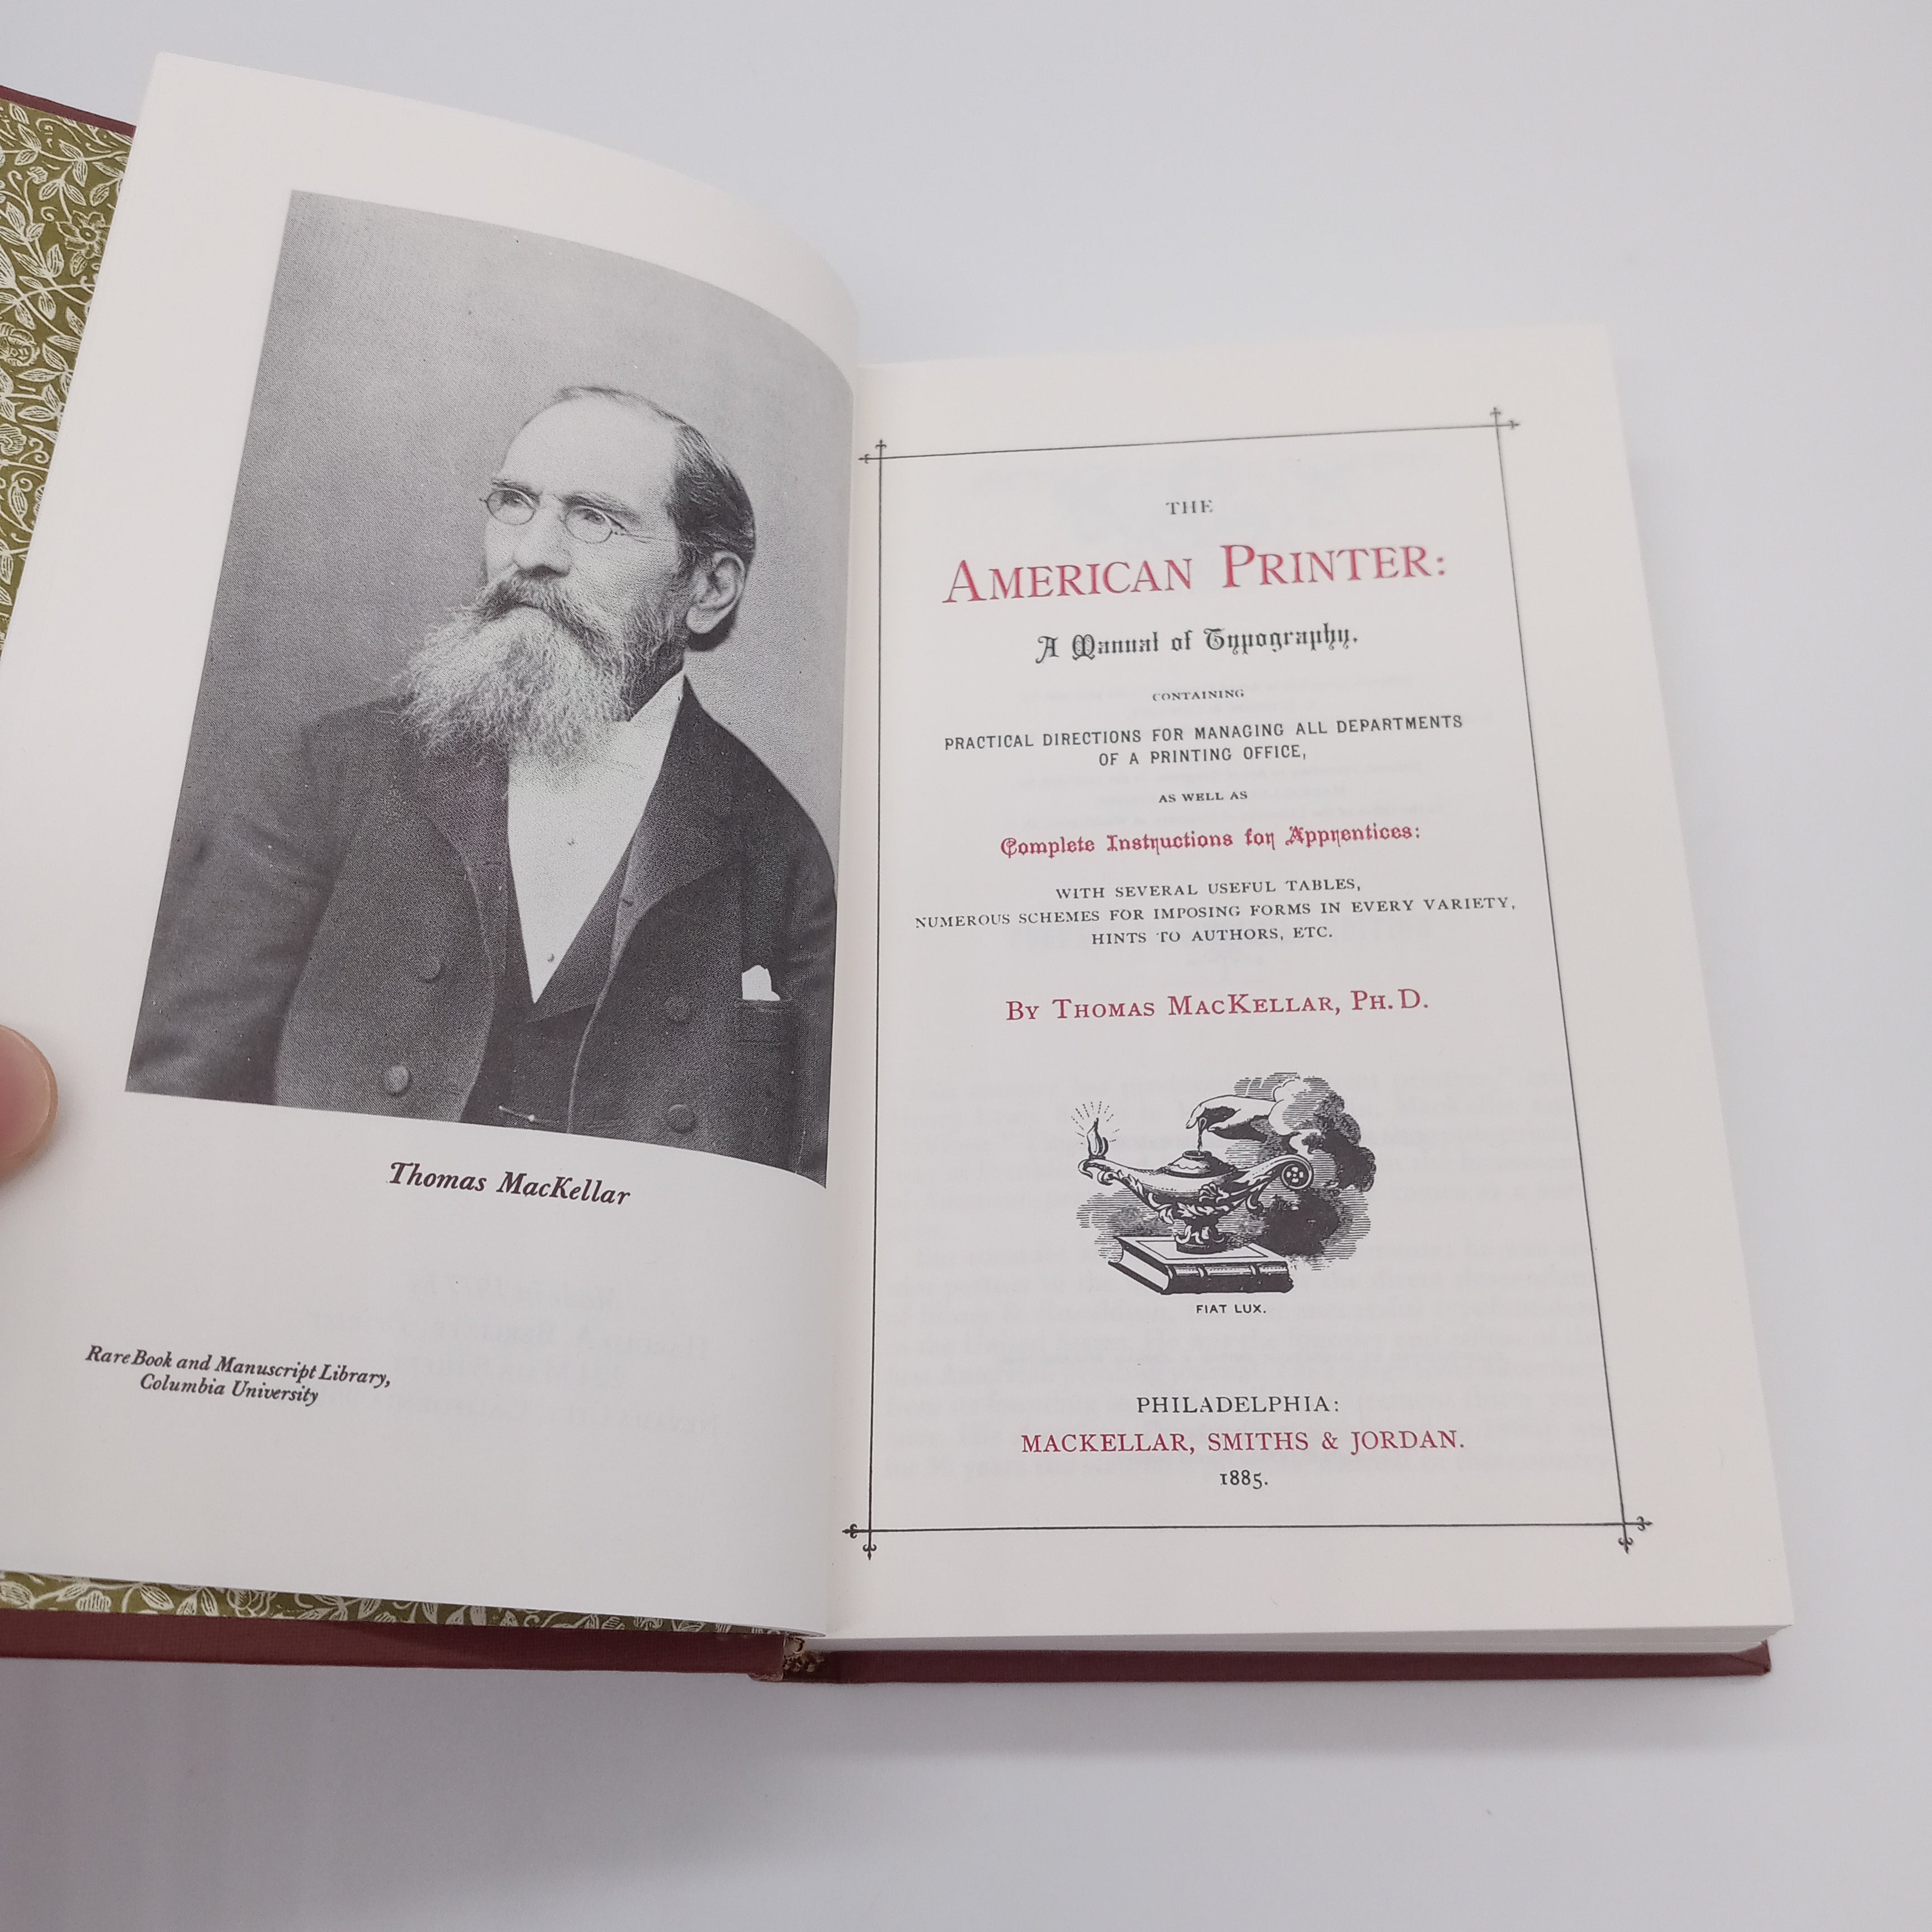 Thomas MacKellar
Rare Book and Manuscript Library,
Columbia University
THE
AMERICAN PRINTER:
A Manual of Typography,
CONTAINING
PRACTICAL DIRECTIONS FOR MANAGING ALL DEPARTMENTS
OF A PRINTING OFFICE,
AS WELL AS
Complete Instructions for Apprentices:
WITH SEVERAL USEFUL TABLES,
NUMEROUS SCHEMES FOR IMPOSING FORMS IN EVERY VARIETY,
HINTS TO AUTHORS, ETC.
BY THOMAS MACKELLAR, PH.D.
FIAT LUX.
PHILADELPHIA:
MACKELLAR, SMITHS & JORDAN.
1885.